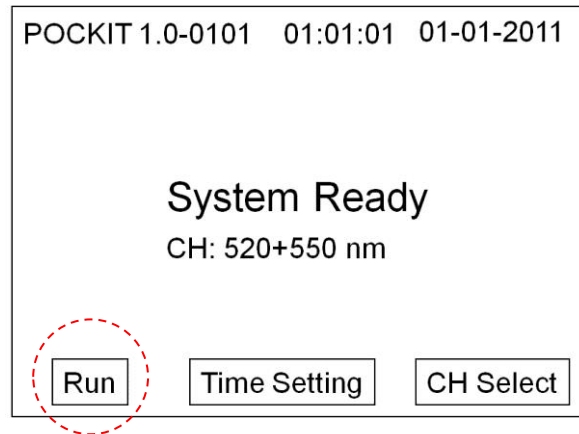 POCKIT 1.0-0101 01:01:01 01-01-2011
System Ready
CH: 520+550 nm
Run Time Setting CH Select